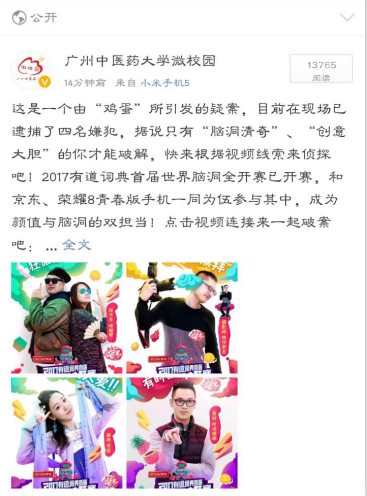 公开
广州中医药大学微校园
14分钟前 来自 小米手机5
13765
阅读
这是一个由“鸡蛋”所引发的疑案，目前在现场已
逮捕了四名嫌犯，据说只有“脑洞清奇”、“创意
大胆”的你才能破解，快来根据视频线索来侦探
吧！2017有道词典首届世界脑洞全开赛已开赛，和
京东、荣耀8青春版手机一同为伍参与其中，成为
颜值与脑洞的双担当！点击视频连接来一起破案
吧：... 全文